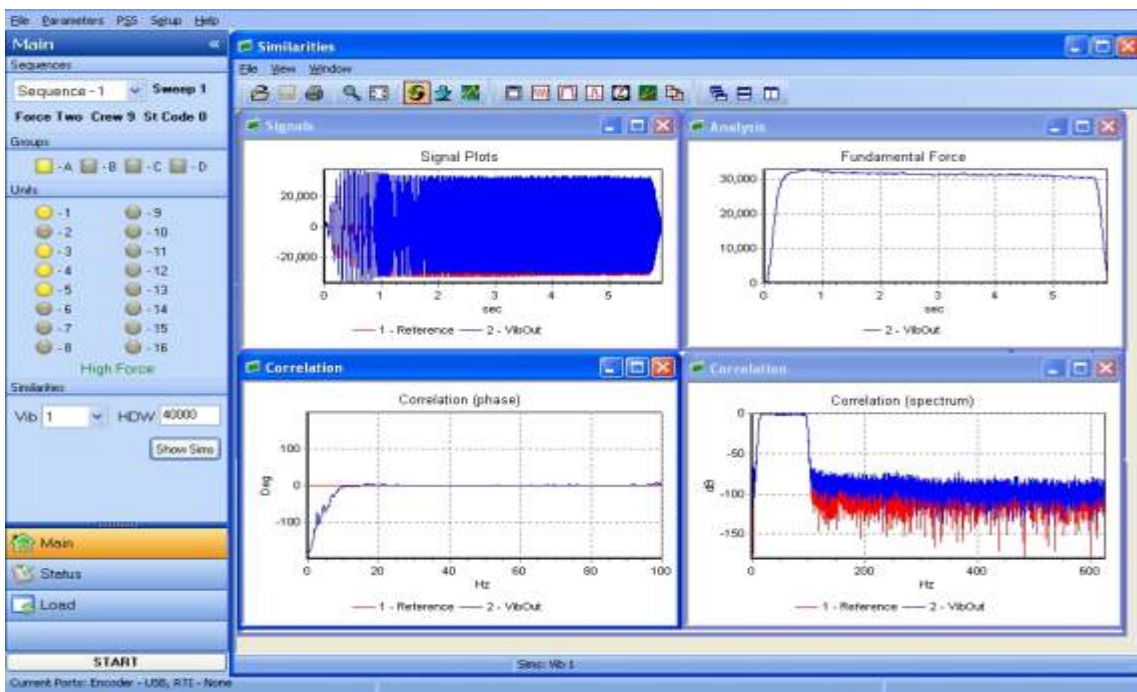 File Parameters PSS Setup Help
Main «
Sequences
Sequence - 1 Sweep 1
Force Two Crew 9 St Code 0
Groups
- A - B - C - D
Units
- 1 - 9
- 2 - 10
- 3 - 11
- 4 - 12
- 5 - 13
- 6 - 14
- 7 - 15
- 8 - 16
High Force
Similarities
Vib 1 HDW 40000
Show Sims
Main
Status
Load
START
Current Ports: Encoder - USB, RTI - None
Similarities
File View Window
Signals
Signal Plots
20,000
0
-20,000
0 1 2 3 4 5
sec
1 - Reference 2 - VibOut
Analysis
Fundamental Force
30,000
20,000
10,000
0
0 1 2 3 4 5
sec
2 - VibOut
Correlation
Correlation (phase)
100
0
-100
Deg
0 20 40 60 80 100
Hz
1 - Reference 2 - VibOut
Correlation
Correlation (spectrum)
0
-50
-100
-150
dB
0 200 400 600
Hz
1 - Reference 2 - VibOut
Sims: Vib 1